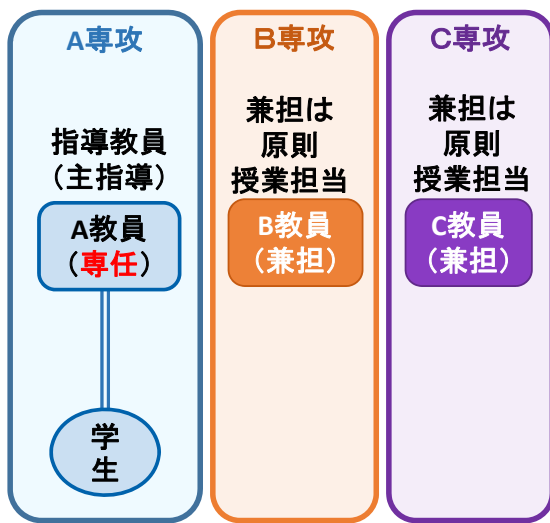 A専攻
指導教員
（主指導）
A教員
（専任）
学
生
B専攻
兼担は
原則
授業担当
B教員
（兼担）
C専攻
兼担は
原則
授業担当
C教員
（兼担）